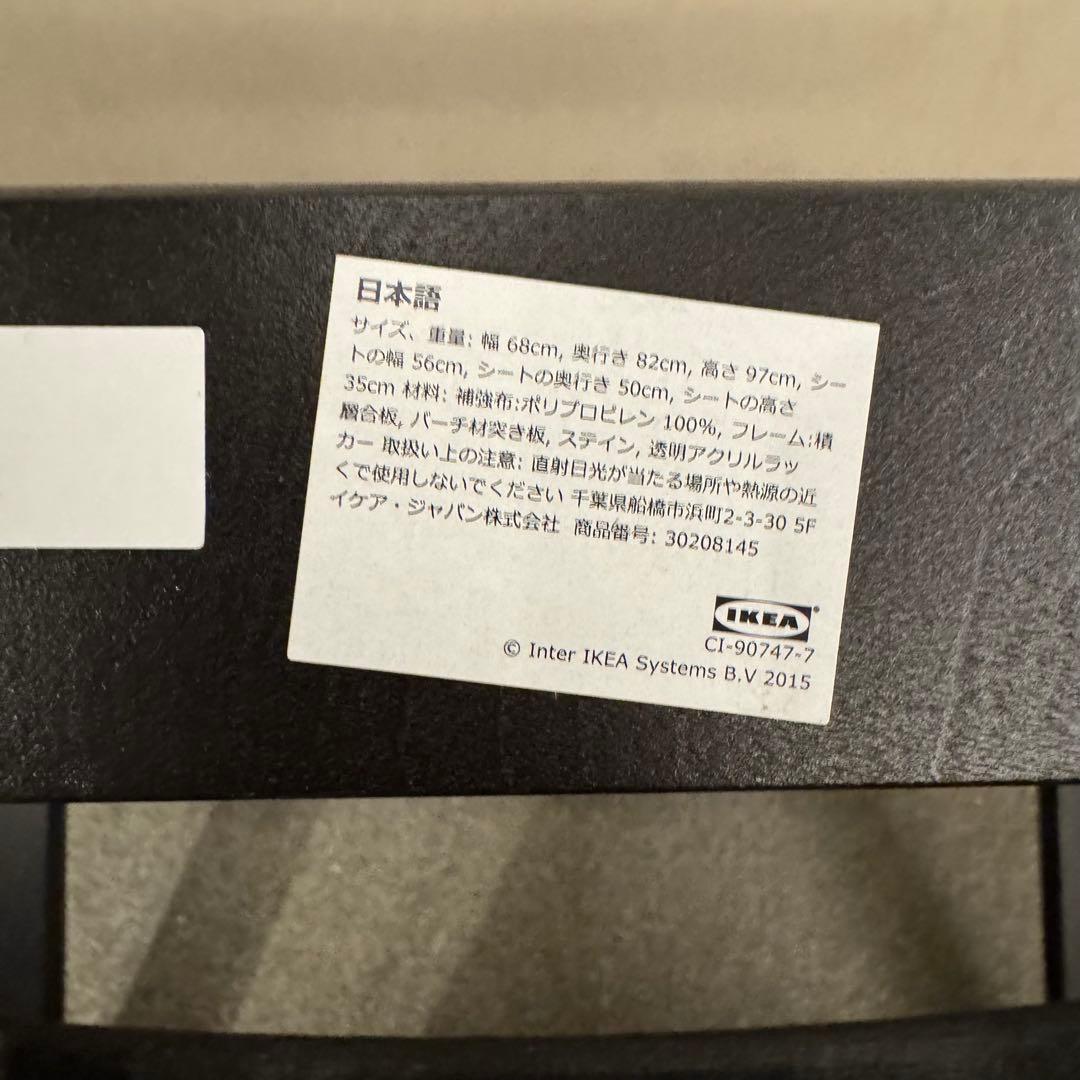 日本語
サイズ、重量: 幅 68cm, 奥行き 82cm, 高さ 97cm, シー
トの幅 56cm, シートの奥行き 50cm, シートの高さ
35cm 材料: 補強布:ポリプロピレン 100%, フレーム:積
層合板, バーチ材突き板, ステイン, 透明アクリルラッ
カー 取扱い上の注意: 直射日光が当たる場所や熱源の近
くで使用しないでください 千葉県船橋市浜町2-3-30 5F
イケア・ジャパン株式会社 商品番号: 30208145
IKEA®
CI-90747-7
© Inter IKEA Systems B.V 2015